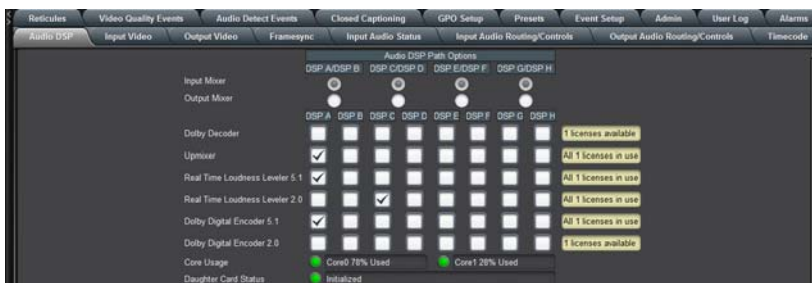 Reticules Video Quality Events Audio Detect Events Closed Captioning GPO Setup Presets Event Setup Admin User Log Alarms
Audio DSP Input Video Output Video Framesync Input Audio Status Input Audio Routing/Controls Output Audio Routing/Controls Timecode
Audio DSP Path Options
DSP A/DSP B DSP C/DSP D DSP E/DSP F DSP G/DSP H
Input Mixer
Output Mixer
DSP A DSP B DSP C DSP D DSP E DSP F DSP G DSP H
Dolby Decoder 1 licenses available
Upmixer All 1 licenses in use
Real Time Loudness Leveler 5.1 All 1 licenses in use
Real Time Loudness Leveler 2.0 All 1 licenses in use
Dolby Digital Encoder 5.1 All 1 licenses in use
Dolby Digital Encoder 2.0 1 licenses available
Core Usage Core0 78% Used Core1 28% Used
Daughter Card Status Initialized